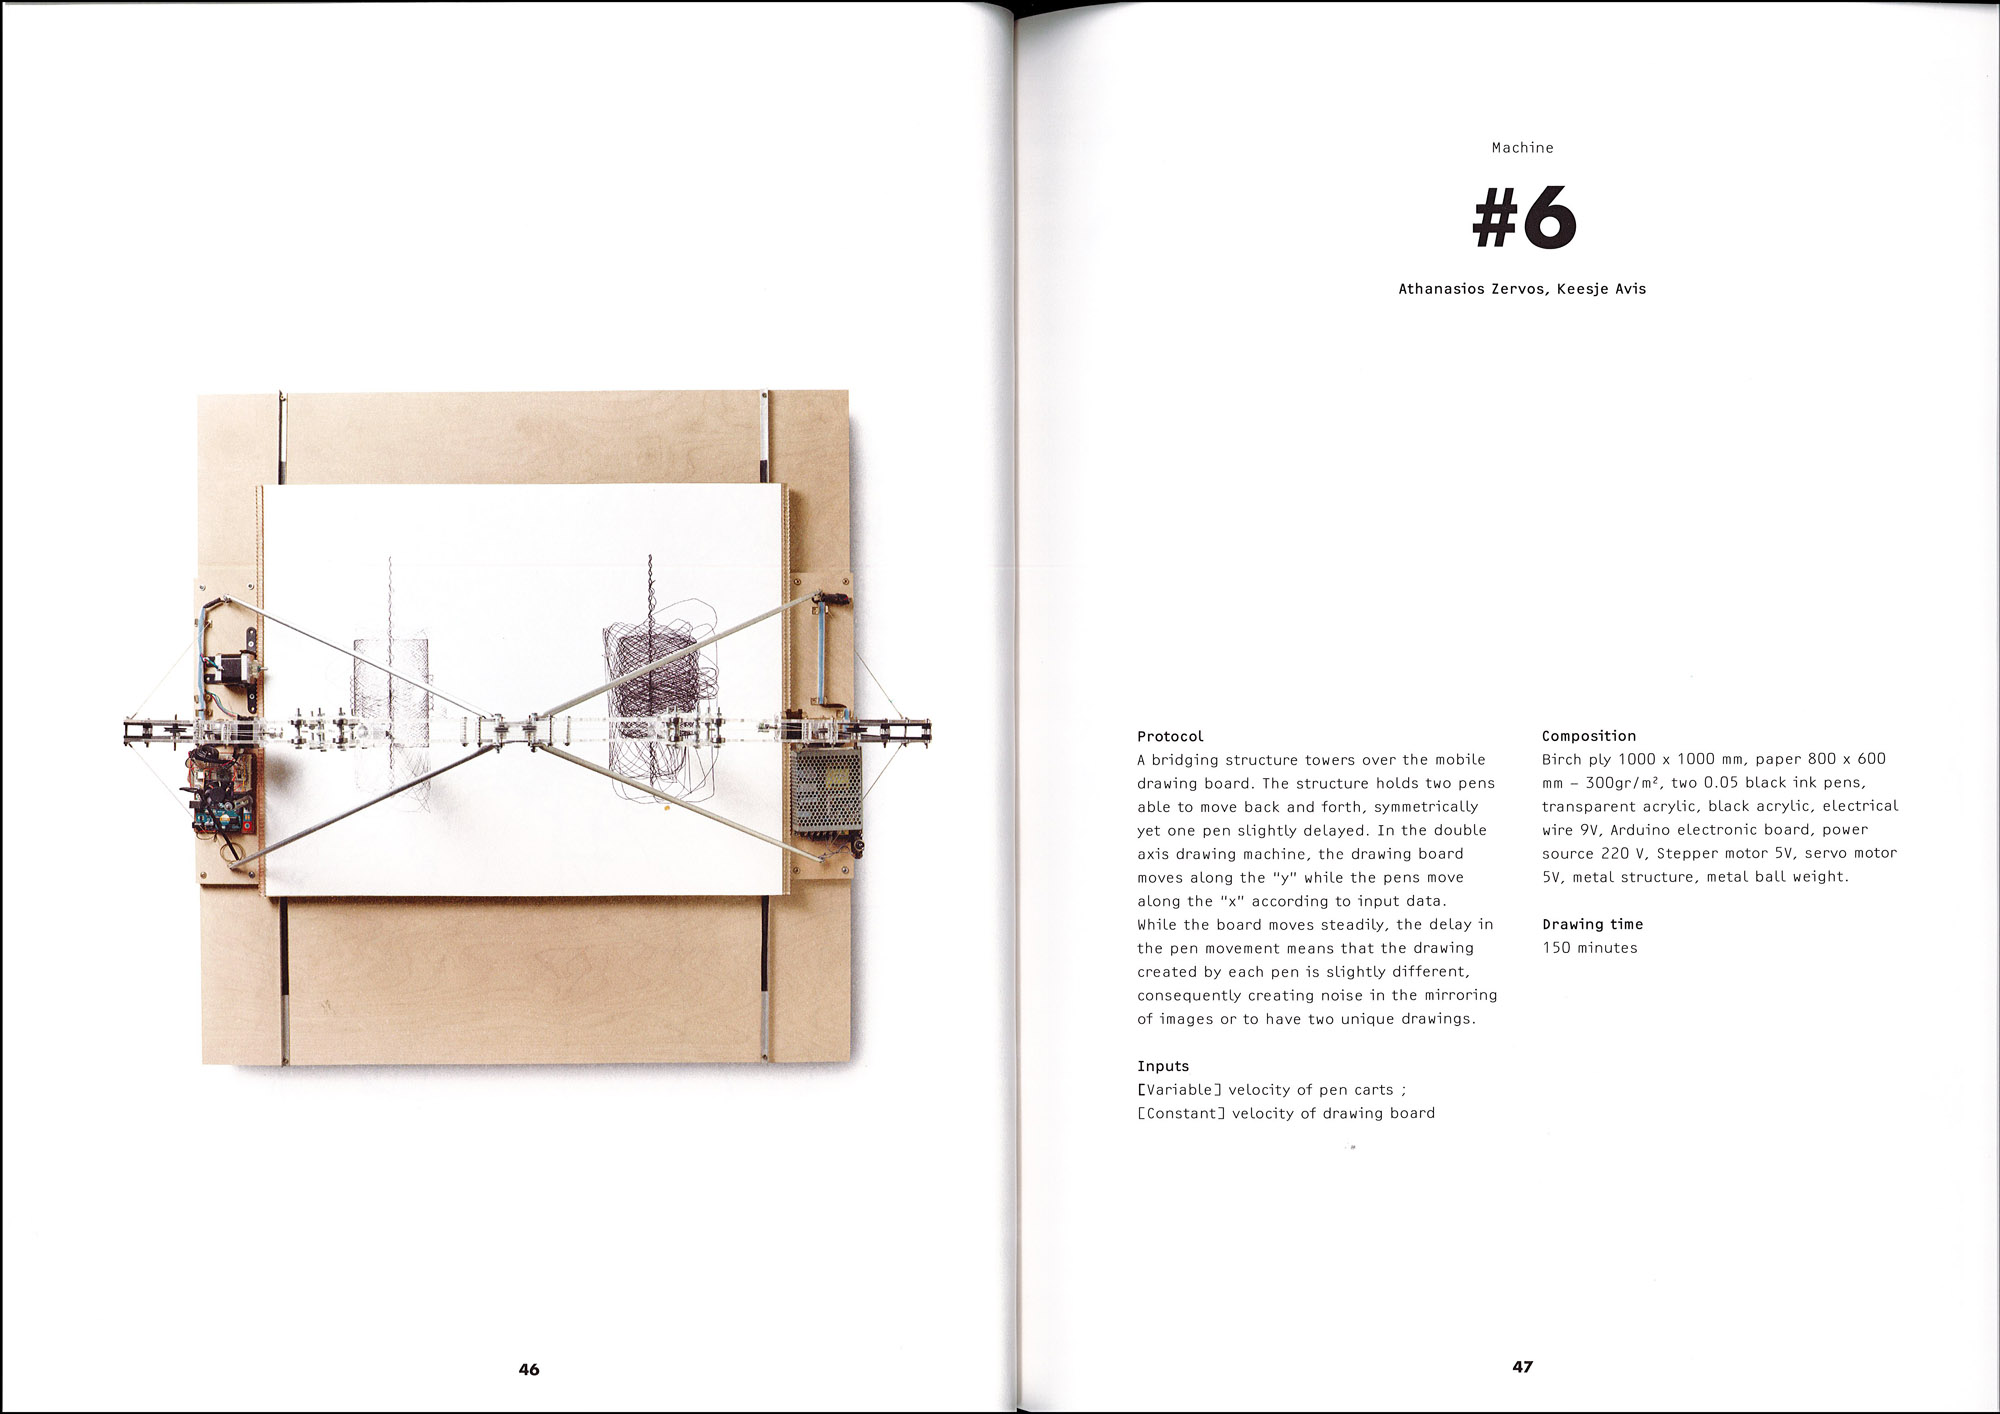 46
Machine
#6
Athanasios Zervos, Keesje Avis
Protocol
A bridging structure towers over the mobile
drawing board. The structure holds two pens
able to move back and forth, symmetrically
yet one pen slightly delayed. In the double
axis drawing machine, the drawing board
moves along the "y" while the pens move
along the "x" according to input data.
While the board moves steadily, the delay in
the pen movement means that the drawing
created by each pen is slightly different,
consequently creating noise in the mirroring
of images or to have two unique drawings.
Inputs
[Variable] velocity of pen carts ;
[Constant] velocity of drawing board
Composition
Birch ply 1000 x 1000 mm, paper 800 x 600
mm – 300gr/m², two 0.05 black ink pens,
transparent acrylic, black acrylic, electrical
wire 9V, Arduino electronic board, power
source 220 V, Stepper motor 5V, servo motor
5V, metal structure, metal ball weight.
Drawing time
150 minutes
47